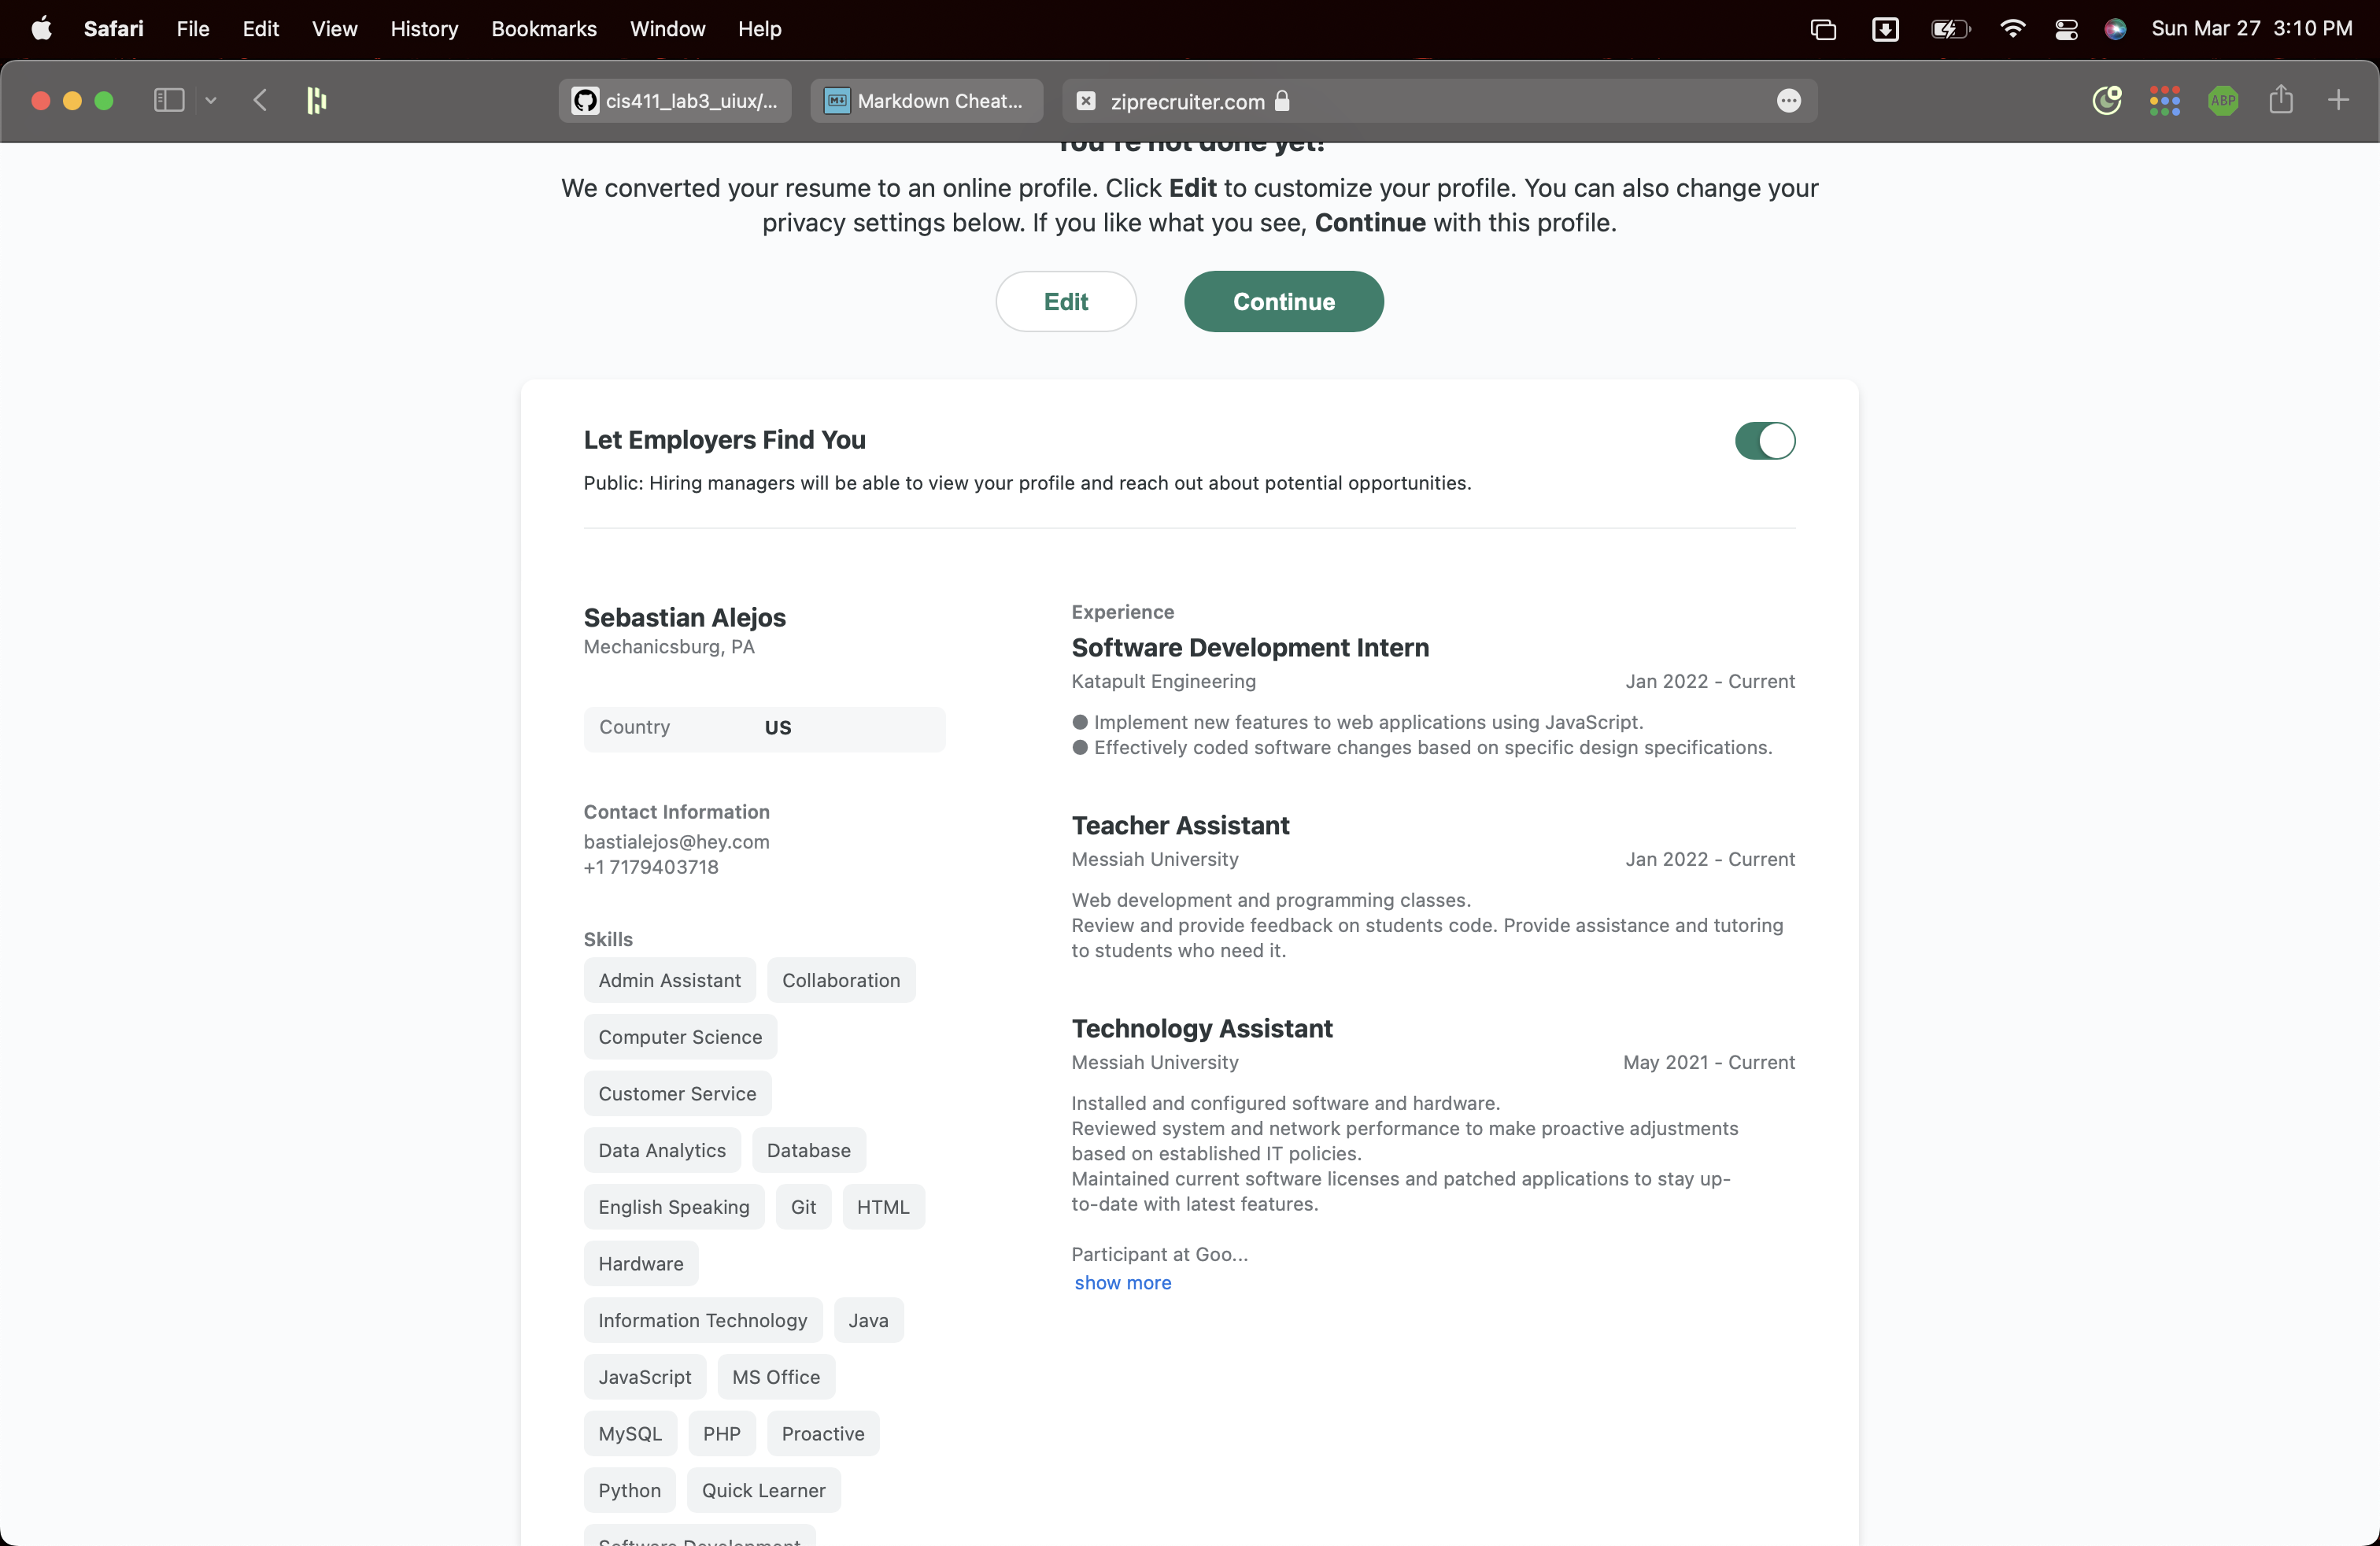 Safari File Edit View History Bookmarks Window Help Sun Mar 27 3:10 PM
cis411_lab3_uiux/... Markdown Cheat... ziprecruiter.com ABP
You're not done yet!
We converted your resume to an online profile. Click Edit to customize your profile. You can also change your
privacy settings below. If you like what you see, Continue with this profile.
Edit Continue
Let Employers Find You
Public: Hiring managers will be able to view your profile and reach out about potential opportunities.
Sebastian Alejos
Mechanicsburg, PA
Country US
Contact Information
bastialejos@hey.com
+1 7179403718
Skills
Admin Assistant Collaboration
Computer Science
Customer Service
Data Analytics Database
English Speaking Git HTML
Hardware
Information Technology Java
JavaScript MS Office
MySQL PHP Proactive
Python Quick Learner
Software Development
Experience
Software Development Intern
Katapult Engineering Jan 2022 - Current
● Implement new features to web applications using JavaScript.
● Effectively coded software changes based on specific design specifications.
Teacher Assistant
Messiah University Jan 2022 - Current
Web development and programming classes.
Review and provide feedback on students code. Provide assistance and tutoring
to students who need it.
Technology Assistant
Messiah University May 2021 - Current
Installed and configured software and hardware.
Reviewed system and network performance to make proactive adjustments
based on established IT policies.
Maintained current software licenses and patched applications to stay up-
to-date with latest features.
Participant at Goo...
show more